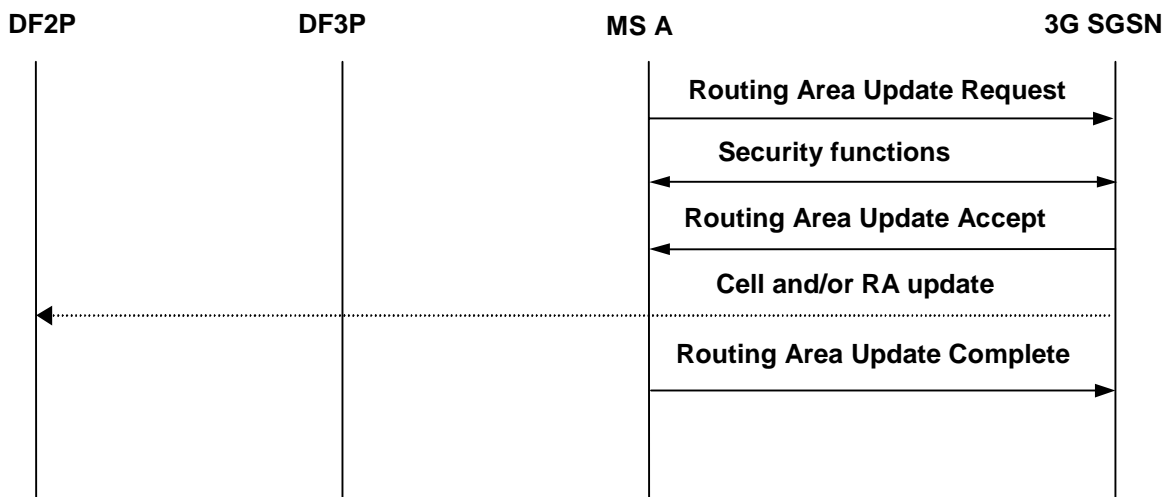 DF2P
DF3P
MS A
3G SGSN
Routing Area Update Request
Security functions
Routing Area Update Accept
Cell and/or RA update
Routing Area Update Complete